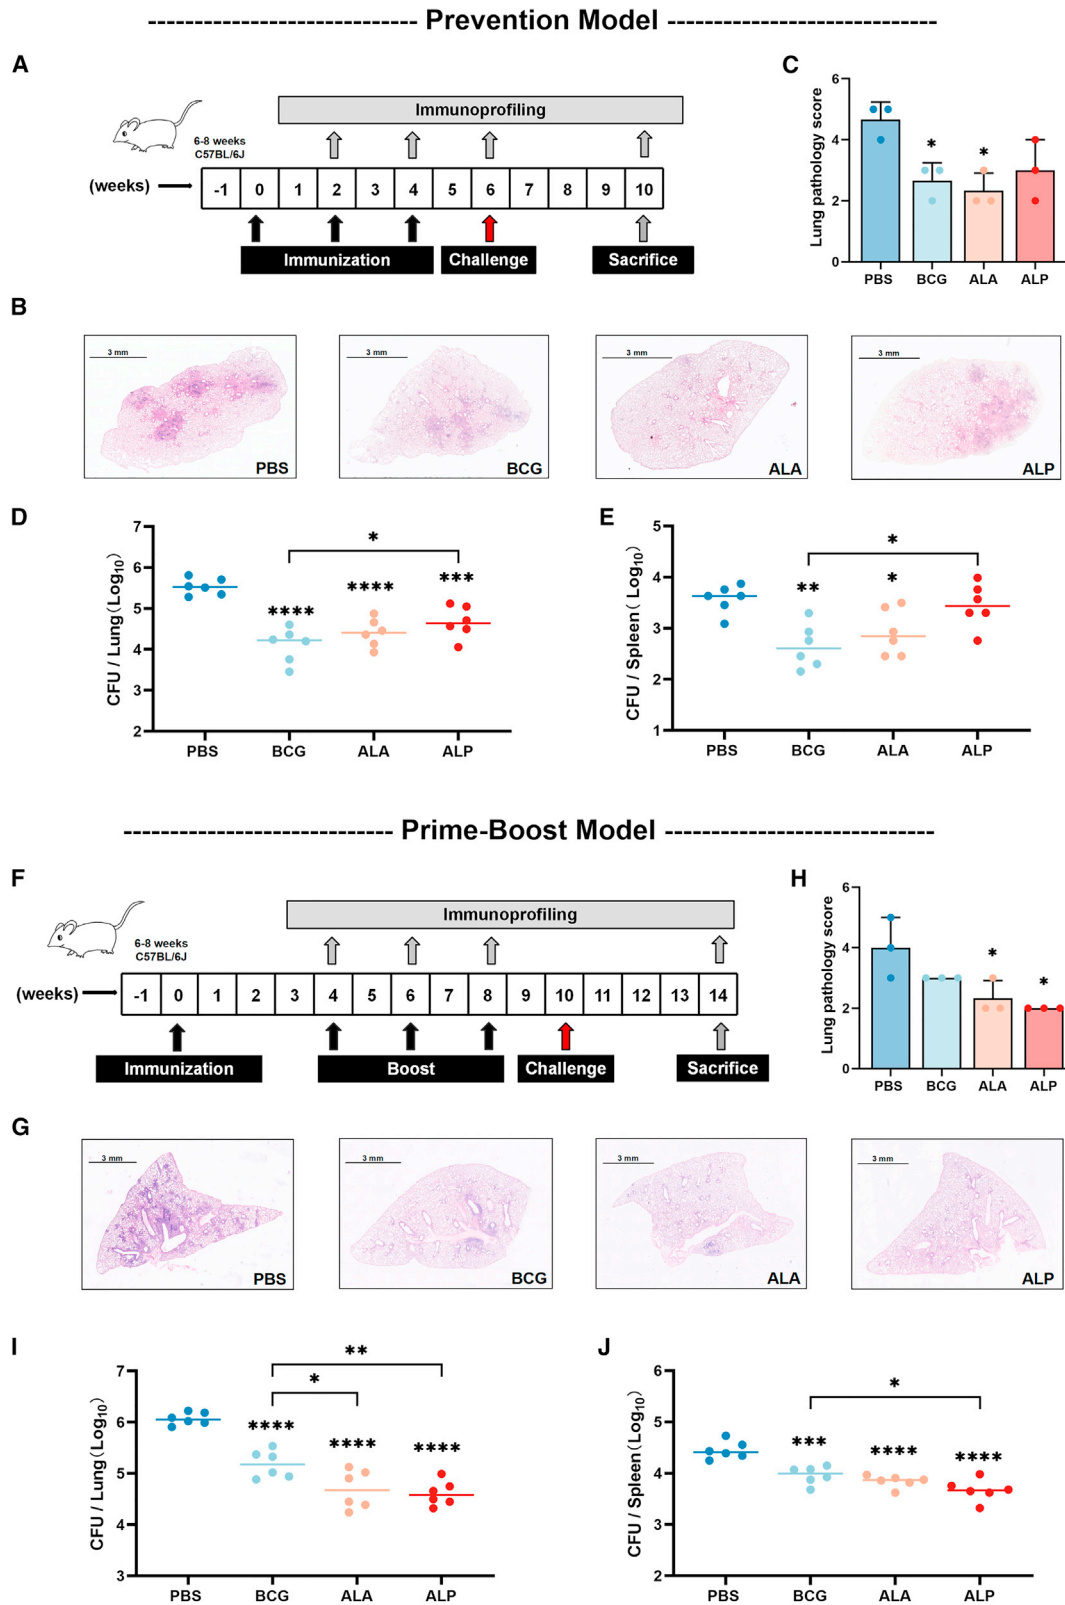 ----------------------------- Prevention Model -----------------------------
A
6-8 weeks
C57BL/6J
Immunoprofiling
(weeks)
-1 0 1 2 3 4 5 6 7 8 9 10
Immunization Challenge Sacrifice
C
Lung pathology score
6
4
2
0
* *
PBS BCG ALA ALP
B
3 mm
PBS
3 mm
BCG
3 mm
ALA
3 mm
ALP
D
CFU / Lung(Log10)
7
6
5
4
3
2
*
**** **** ***
PBS BCG ALA ALP
E
CFU / Spleen( Log10)
5
4
3
2
1
*
** *
PBS BCG ALA ALP
----------------------------- Prime-Boost Model -----------------------------
F
6-8 weeks
C57BL/6J
Immunoprofiling
(weeks)
-1 0 1 2 3 4 5 6 7 8 9 10 11 12 13 14
Immunization Boost Challenge Sacrifice
H
Lung pathology score
6
4
2
0
* *
PBS BCG ALA ALP
G
3 mm
PBS
3 mm
BCG
3 mm
ALA
3 mm
ALP
I
CFU / Lung(Log10)
7
6
5
4
3
**
*
**** **** ****
PBS BCG ALA ALP
J
CFU / Spleen(Log10)
6
5
4
3
2
*
*** **** ****
PBS BCG ALA ALP